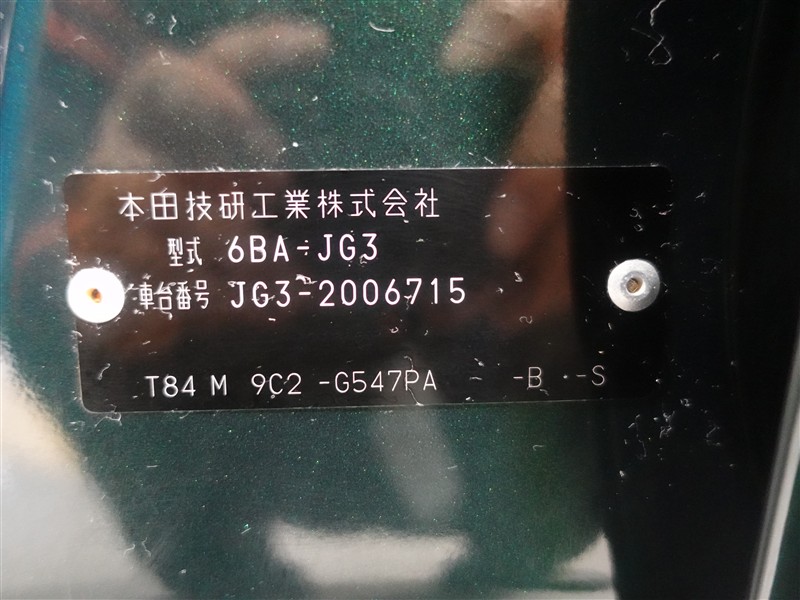 本田技研工業株式会社
型式 6BA-JG3
車台番号 JG3-2006715
T84 M 9C2 -G547PA - -B --S